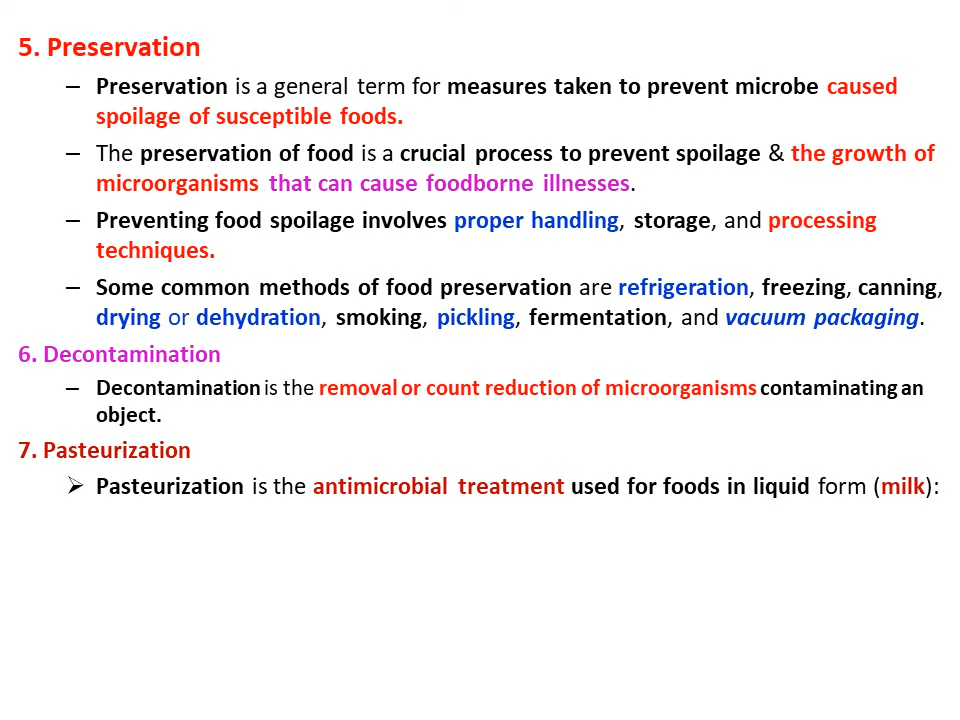 5. Preservation
– Preservation is a general term for measures taken to prevent microbe caused
spoilage of susceptible foods.
– The preservation of food is a crucial process to prevent spoilage & the growth of
microorganisms that can cause foodborne illnesses.
– Preventing food spoilage involves proper handling, storage, and processing
techniques.
– Some common methods of food preservation are refrigeration, freezing, canning,
drying or dehydration, smoking, pickling, fermentation, and vacuum packaging.
6. Decontamination
– Decontamination is the removal or count reduction of microorganisms contaminating an
object.
7. Pasteurization
➢ Pasteurization is the antimicrobial treatment used for foods in liquid form (milk):